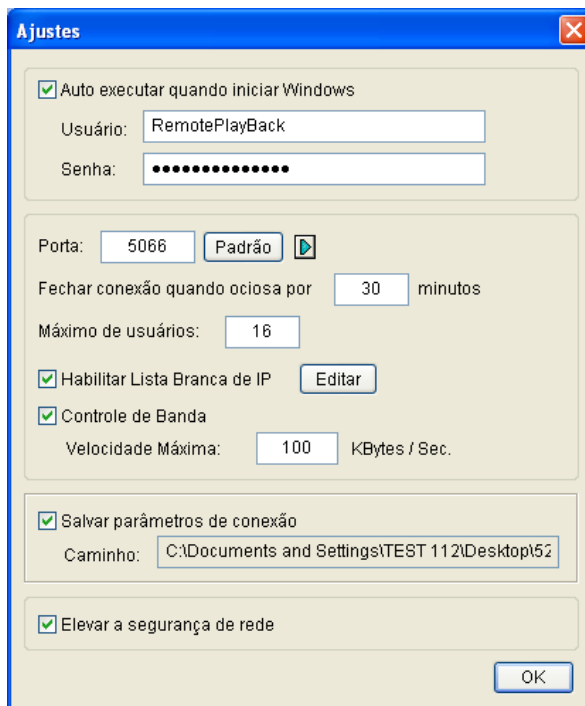 Ajustes
Auto executar quando iniciar Windows
Usuário: RemotePlayBack
Senha: ••••••••••••••
Porta: 5066 Padrão
Fechar conexão quando ociosa por 30 minutos
Máximo de usuários: 16
Habilitar Lista Branca de IP Editar
Controle de Banda
Velocidade Máxima: 100 KBytes / Sec.
Salvar parâmetros de conexão
Caminho: C:\Documents and Settings\TEST 112\Desktop\52
Elevar a segurança de rede
OK